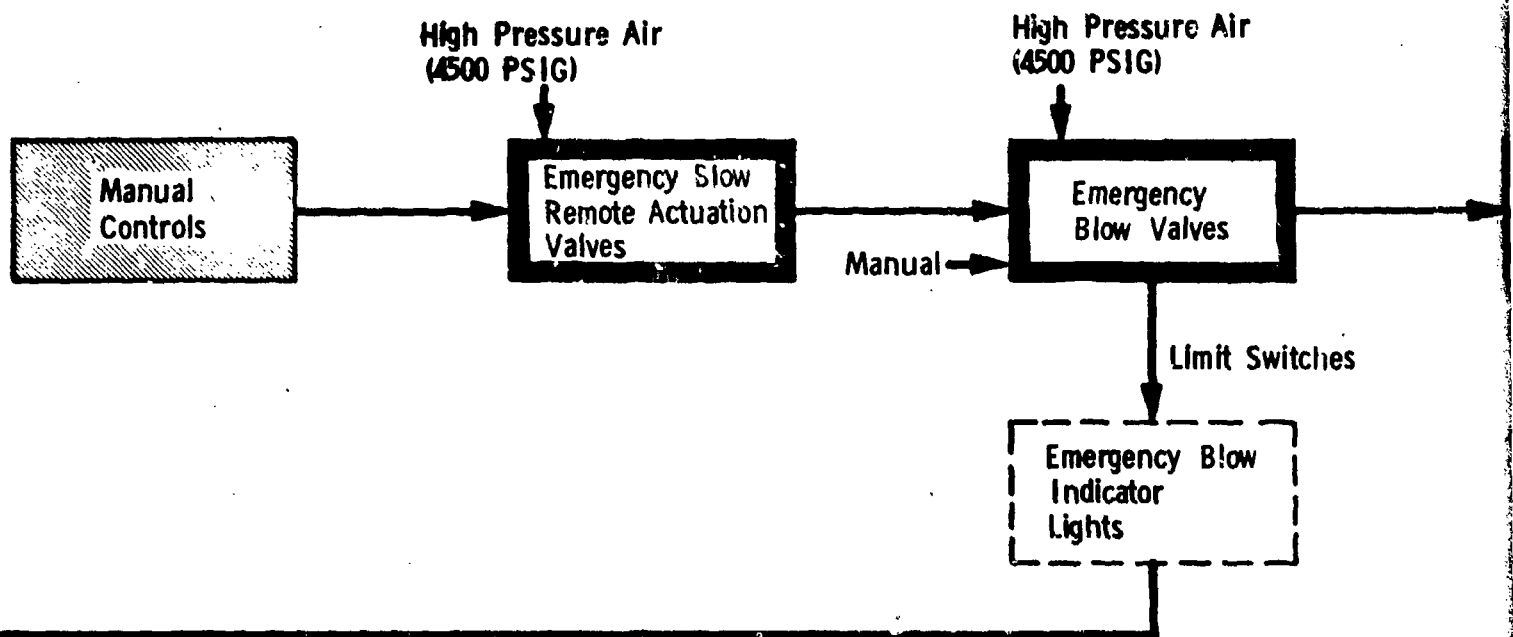 High Pressure Air
(4500 PSIG)
High Pressure Air
(4500 PSIG)
Manual
Controls
Emergency Slow
Remote Actuation
Valves
Emergency
Blow Valves
Manual
Limit Switches
Emergency Blow
Indicator
Lights